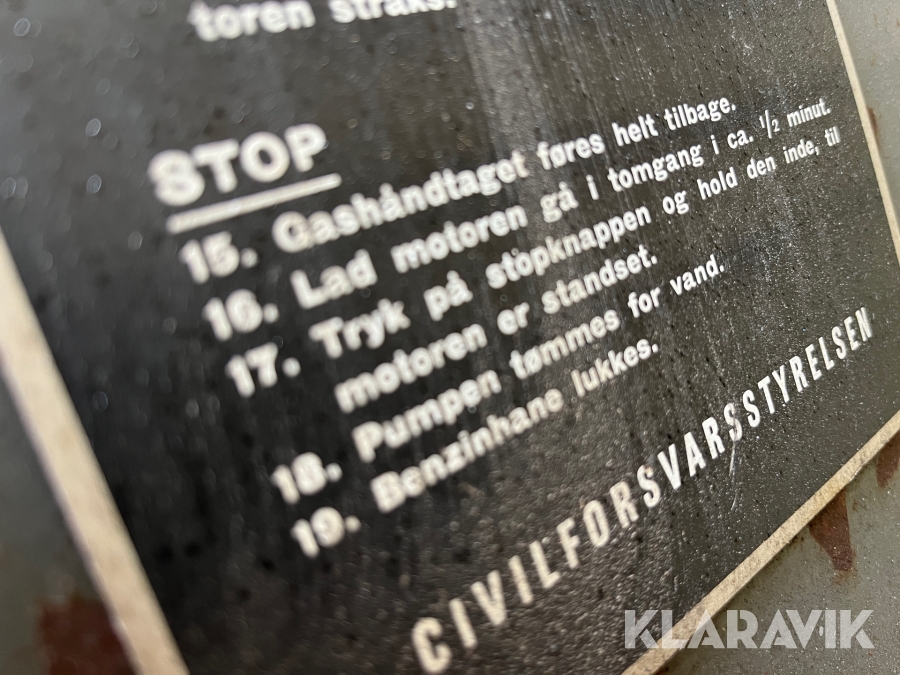 toren straks.
STOP
15. Gashåndtaget føres helt tilbage.
16. Lad motoren gå i tomgang i ca. 1/2 minut.
17. Tryk på stopknappen og hold den inde, til
motoren er standset.
18. Pumpen tømmes for vand.
19. Benzinhane lukkes.
CIVILFORSVARSSTYRELSEN
KLARAVIK